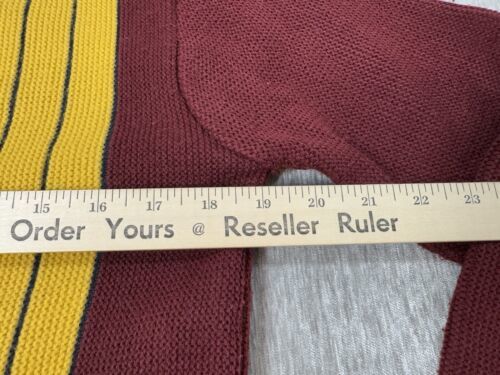 15 16 17 18 19 20 21 22 23
Order Yours @ Reseller Ruler